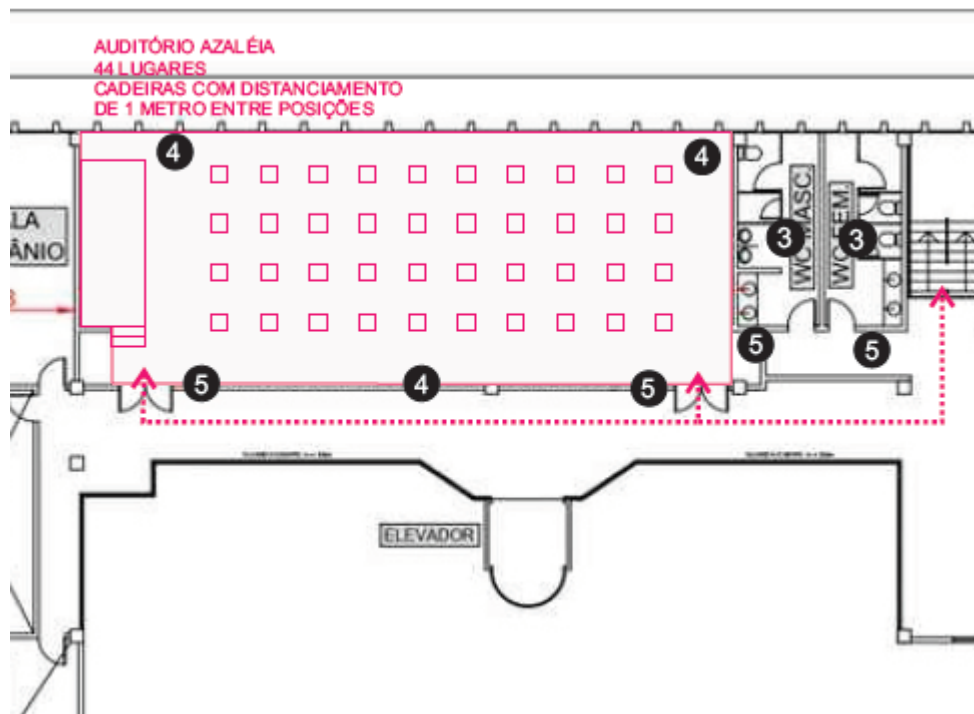 AUDITÓRIO AZALÉIA
44 LUGARES
CADEIRAS COM DISTANCIAMENTO
DE 1 METRO ENTRE POSIÇÕES
4
4
LA
ÂNIO
WC MASC.
WC FEM.
3
3
5
5
5
4
5
ELEVADOR